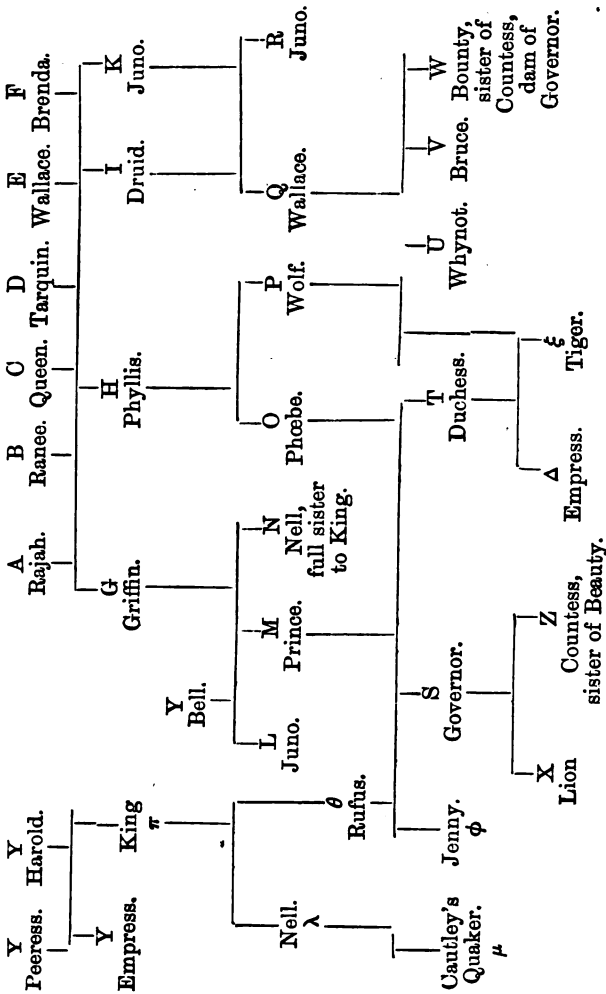 Y Y A B C D E F
Peeress. Harold. Rajah. Ranee. Queen. Tarquin. Wallace. Brenda.
Y G H I K
Empress. King Griffin. Phyllis. Druid. Juno.
π
Y
Bell.
L M N O P Q R
Juno. Prince. Nell, Phœbe. Wolf. Wallace. Juno.
full sister
to King.
Nell. θ
λ Rufus.
S T U V W
Jenny. Governor. Duchess. Whynot. Bruce. Bounty,
φ sister of
Countess,
dam of
Governor.
Cautley's
Quaker.
μ
X Z Δ ξ
Lion Countess, Empress. Tiger.
sister of Beauty.